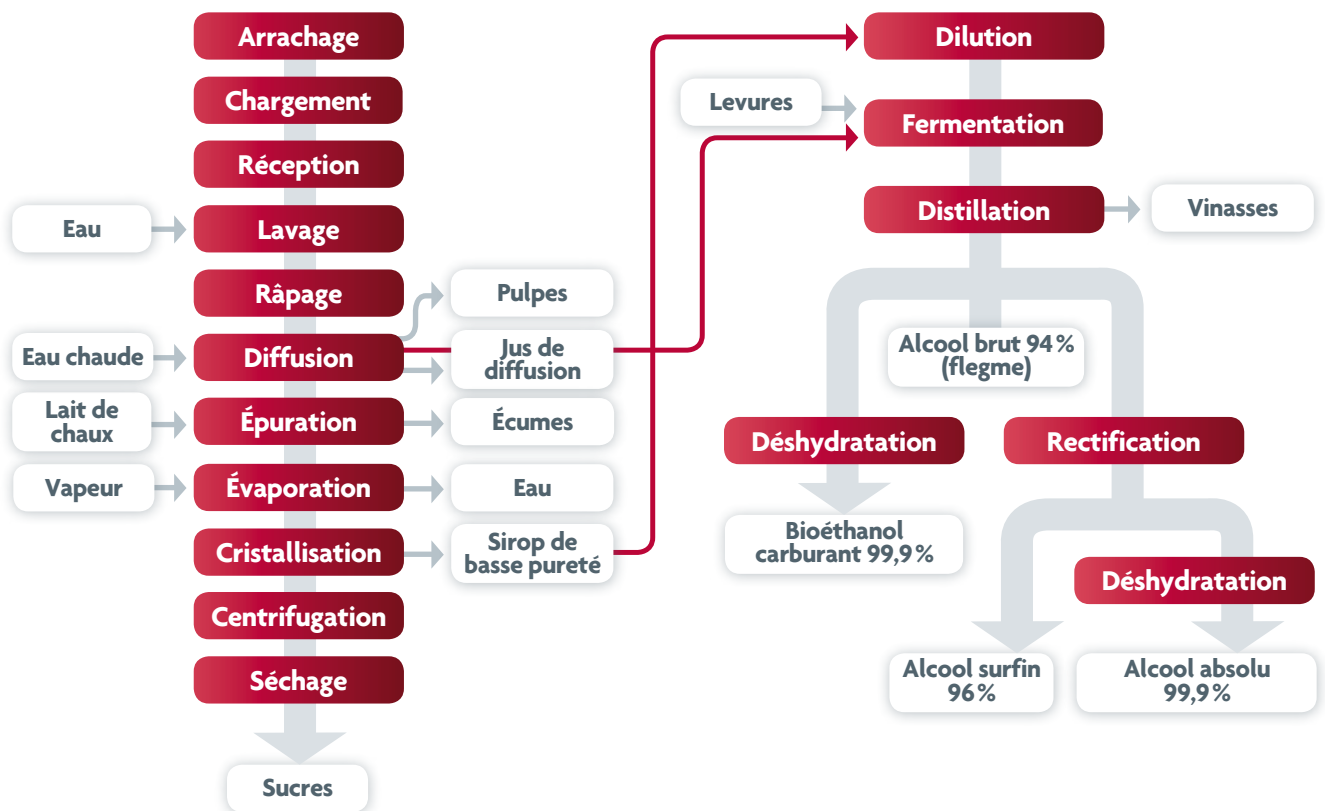 Arrachage
Chargement
Réception
Eau
Lavage
Râpage
Pulpes
Eau chaude
Diffusion
Jus de
diffusion
Lait de
chaux
Épuration
Écumes
Vapeur
Évaporation
Eau
Cristallisation
Sirop de
basse pureté
Centrifugation
Séchage
Sucres
Dilution
Levures
Fermentation
Distillation
Vinasses
Alcool brut 94 %
(flegme)
Déshydratation
Rectification
Bioéthanol
carburant 99,9 %
Déshydratation
Alcool surfin
96 %
Alcool absolu
99,9 %